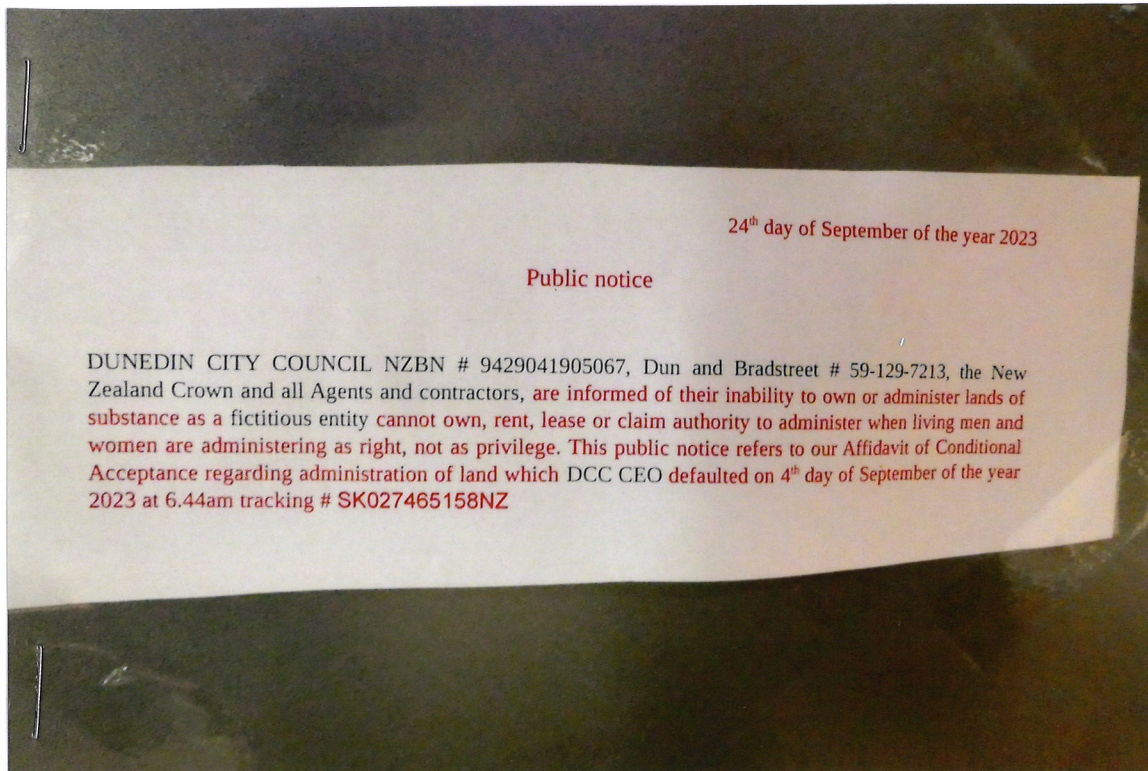 24th day of September of the year 2023
Public notice
DUNEDIN CITY COUNCIL NZBN # 9429041905067, Dun and Bradstreet # 59-129-7213, the New
Zealand Crown and all Agents and contractors, are informed of their inability to own or administer lands of
substance as a fictitious entity cannot own, rent, lease or claim authority to administer when living men and
women are administering as right, not as privilege. This public notice refers to our Affidavit of Conditional
Acceptance regarding administration of land which DCC CEO defaulted on 4th day of September of the year
2023 at 6.44am tracking # SK027465158NZ